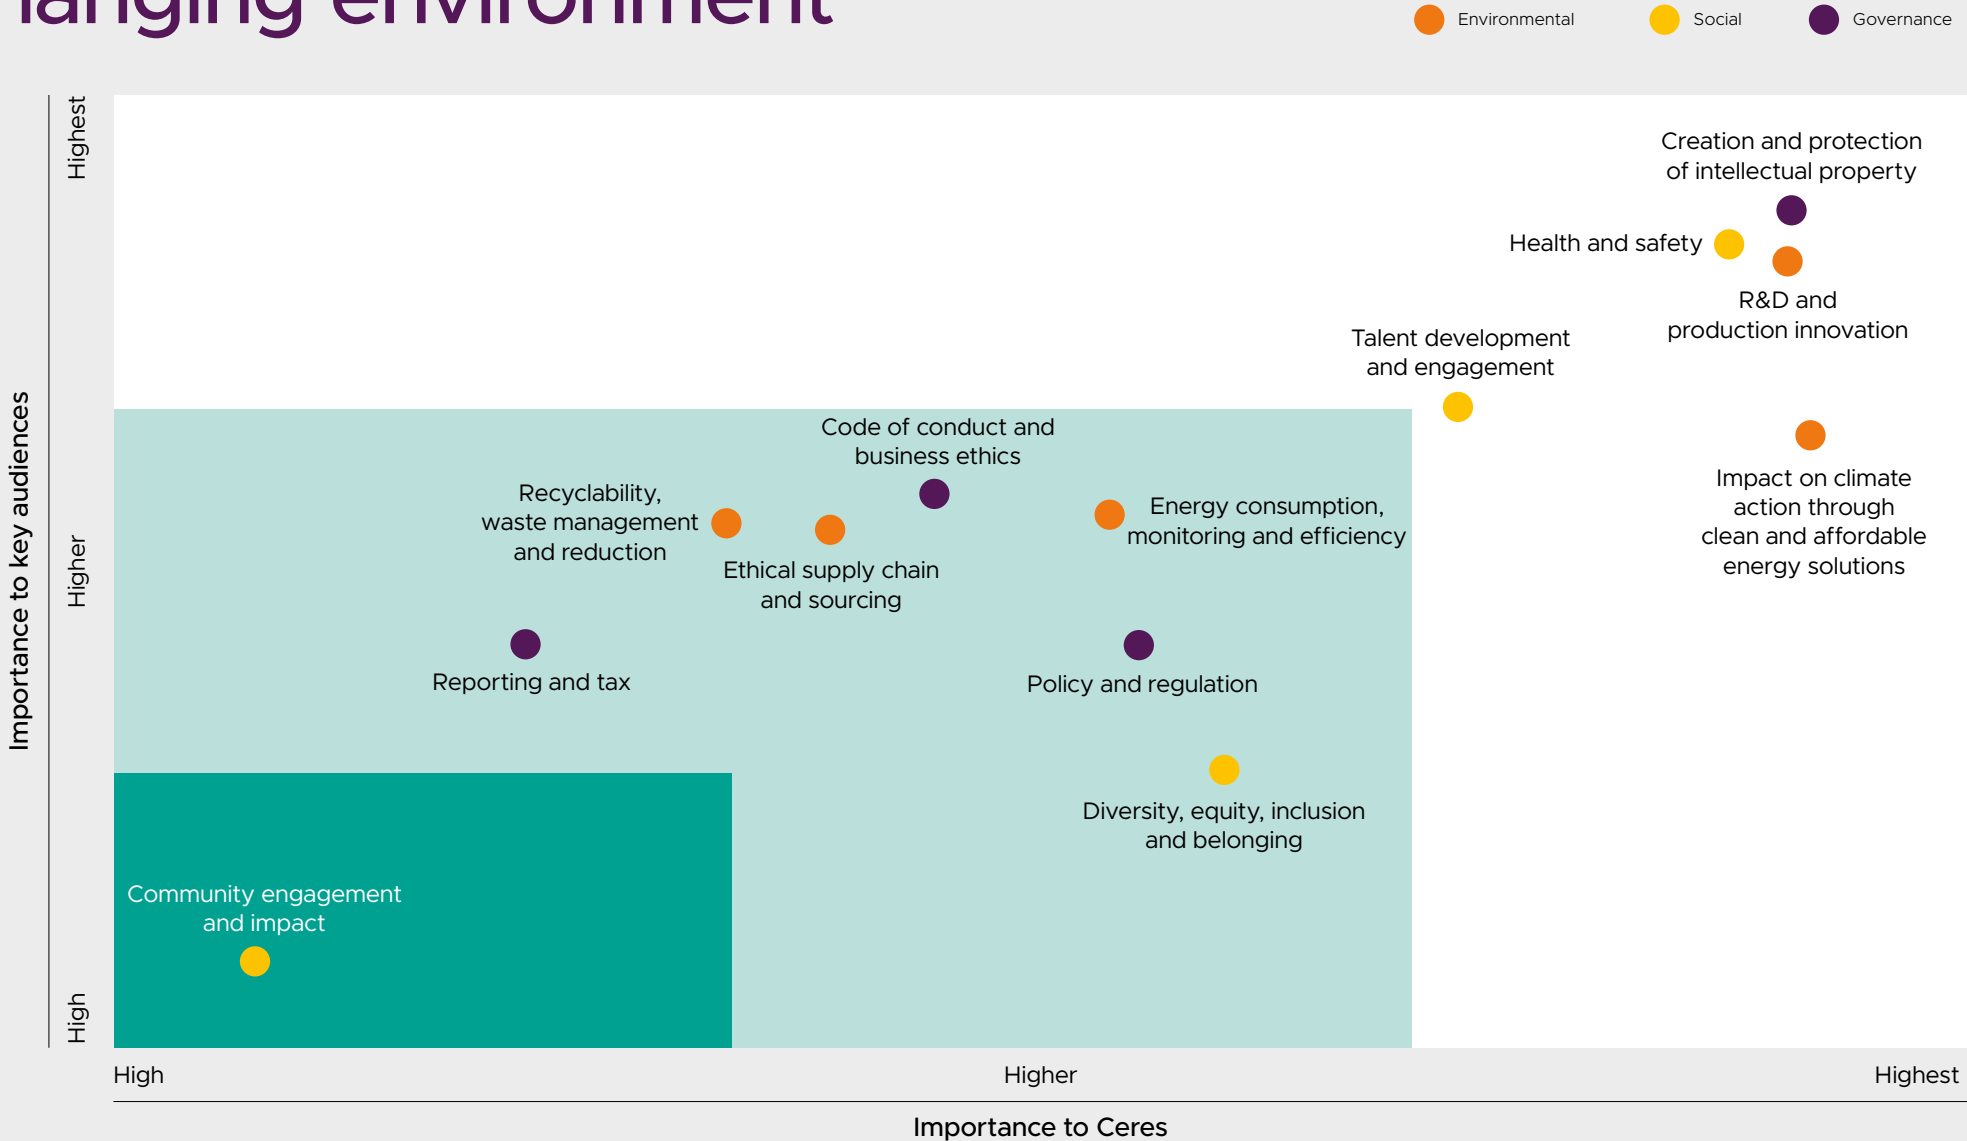 anging environment
Environmental
Social
Governance
Importance to key audiences
Highest
Higher
High
Creation and protection
of intellectual property
Health and safety
R&D and
production innovation
Talent development
and engagement
Impact on climate
action through
clean and affordable
energy solutions
Code of conduct and
business ethics
Recyclability,
waste management
and reduction
Ethical supply chain
and sourcing
Energy consumption,
monitoring and efficiency
Reporting and tax
Policy and regulation
Diversity, equity, inclusion
and belonging
Community engagement
and impact
High
Higher
Highest
Importance to Ceres